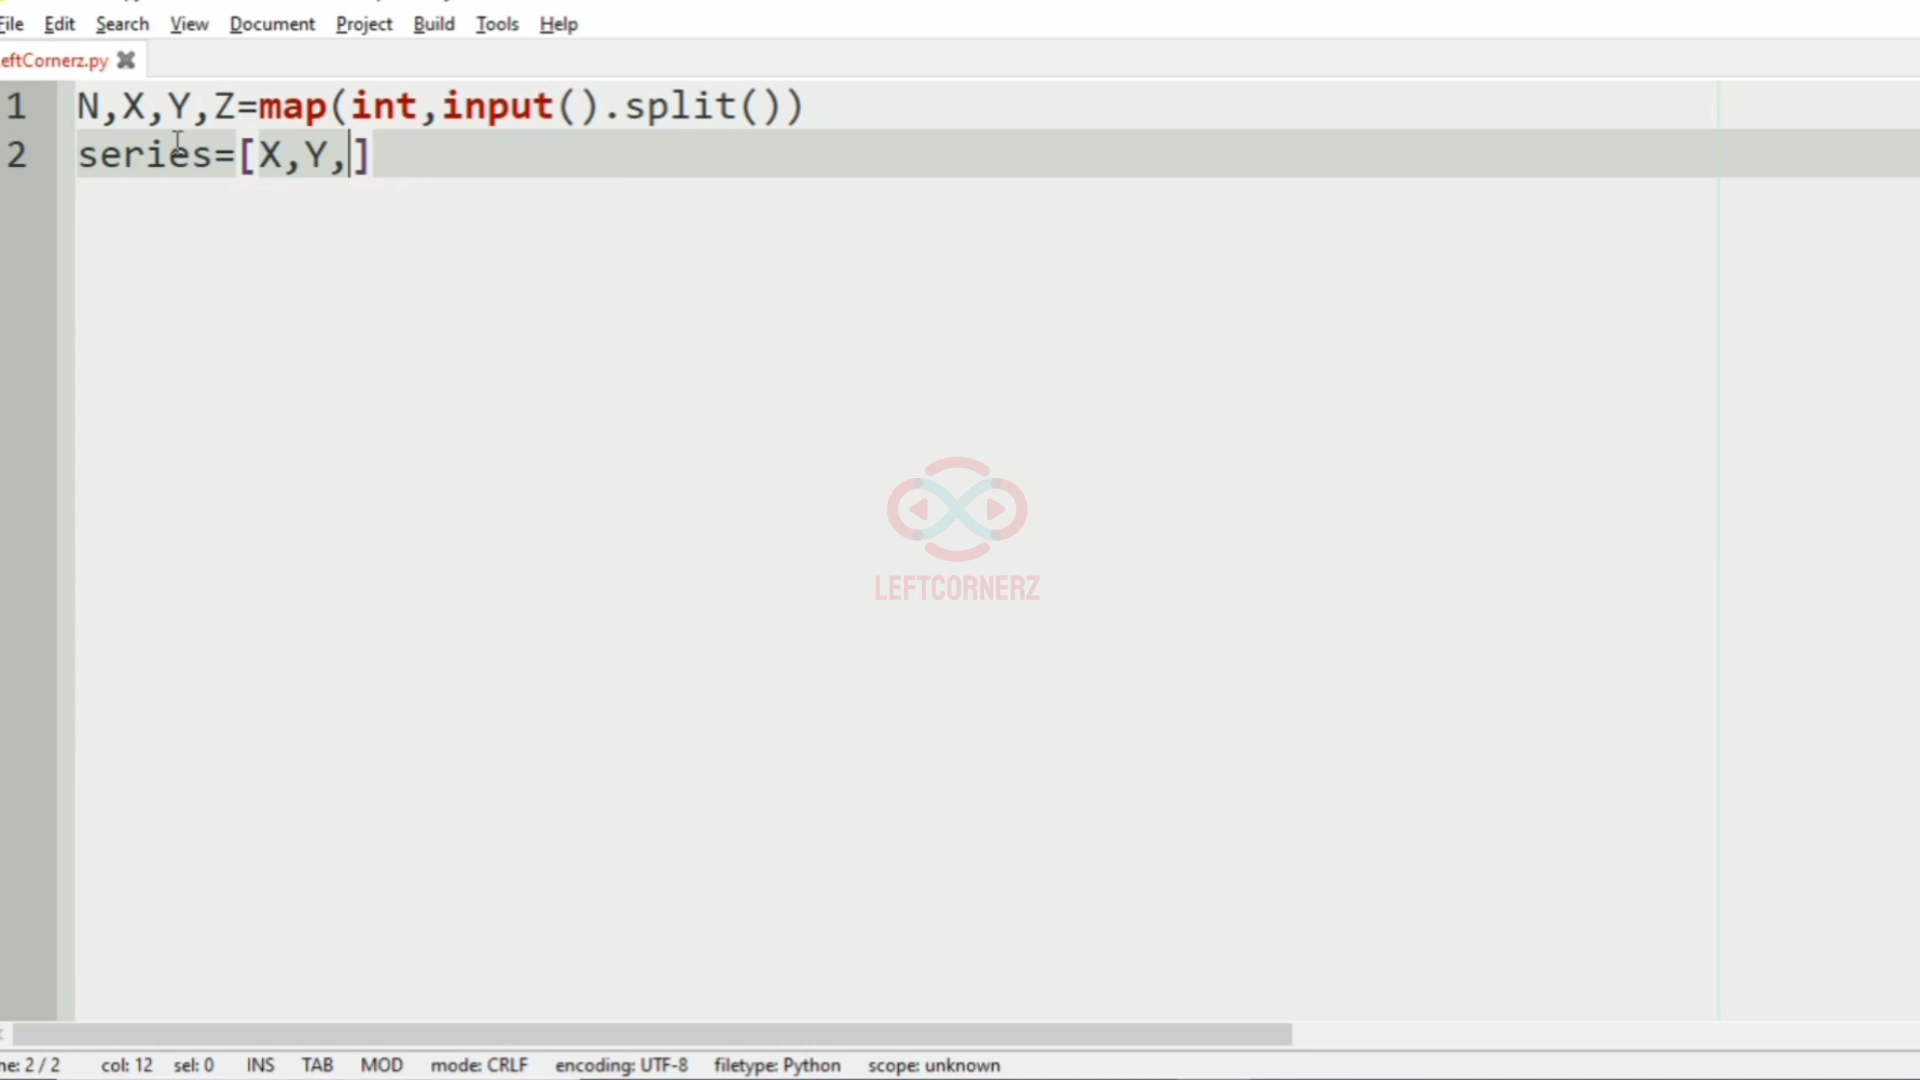 File Edit Search View Document Project Build Tools Help
eftCornerz.py
1 N,X,Y,Z=map(int,input().split())
2 series=[X,Y,]
LEFTCORNERZ
ne: 2 / 2 col: 12 sel: 0 INS TAB MOD mode: CRLF encoding: UTF-8 filetype: Python scope: unknown